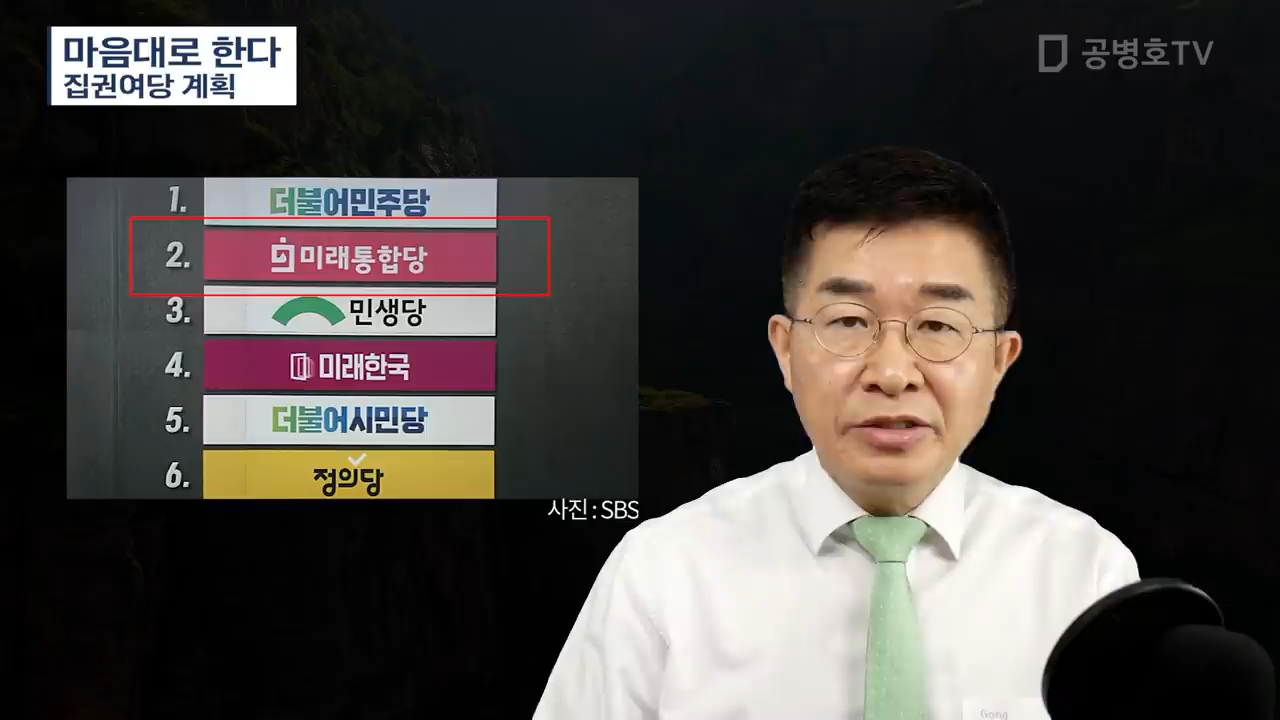 마음대로 한다
집권여당 계획
공병호TV
1. 더불어민주당
2. 미래통합당
3. 민생당
4. 미래한국
5. 더불어시민당
6. 정의당
사진 : SBS
Gong